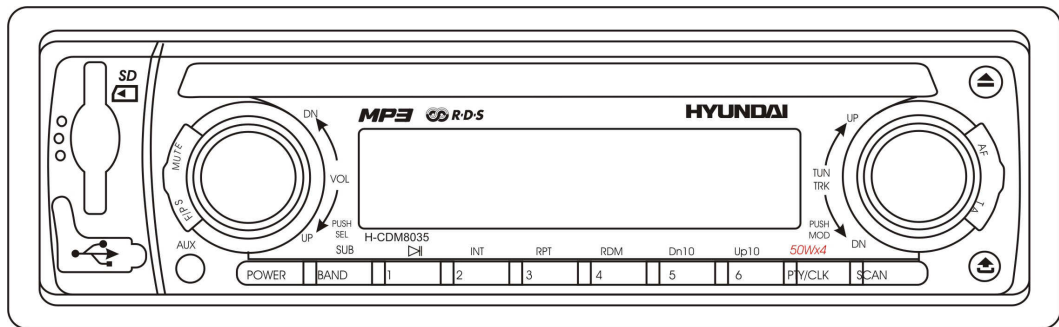 SD
MP3 R·D·S HYUNDAI
DN UP
MUTE AF
VOL TUN
TRK
F/PS TA
PUSH
SEL PUSH
MOD
UP H-CDM8035 DN
AUX SUB INT RPT RDM Dn10 Up10 50Wx4
POWER BAND 1 2 3 4 5 6 PTY/CLK SCAN